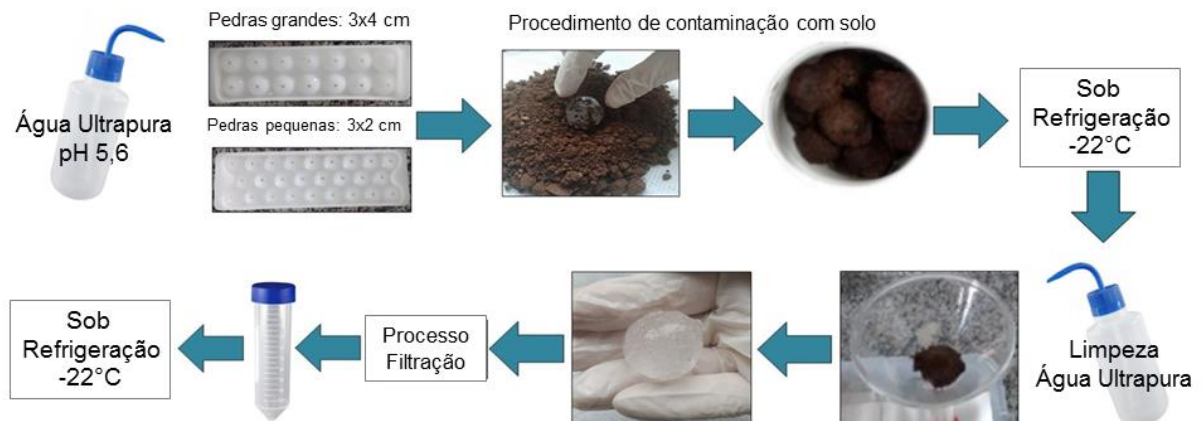 Pedras grandes: 3x4 cm
Procedimento de contaminação com solo
Água Ultrapura
pH 5,6
Pedras pequenas: 3x2 cm
Sob
Refrigeração
-22°C
Limpeza
Água Ultrapura
Processo
Filtração
Sob
Refrigeração
-22°C